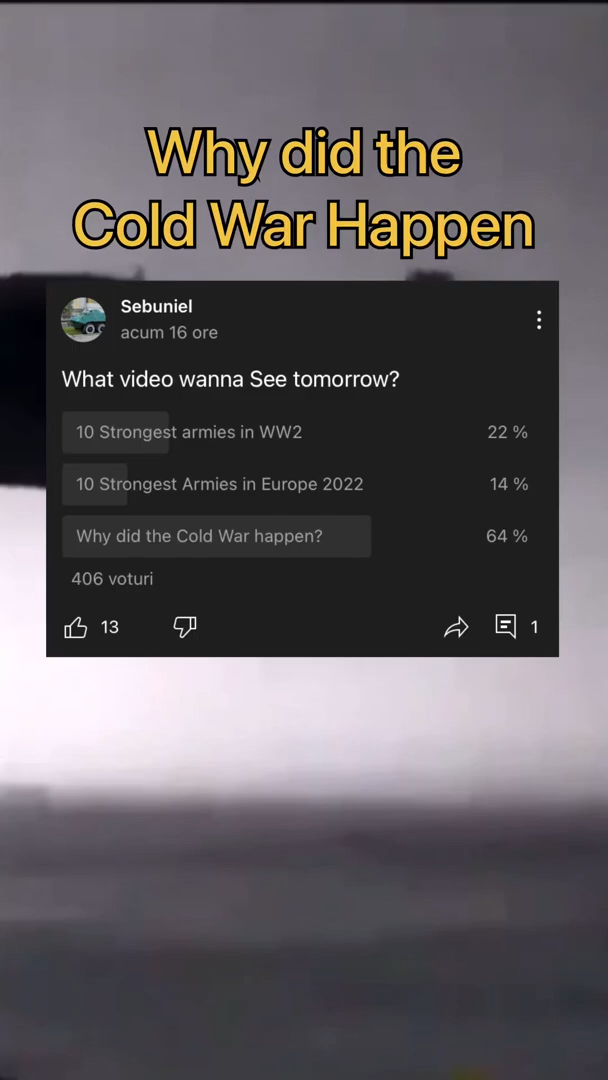 Why did the
Cold War Happen
Sebuniel
acum 16 ore
What video wanna See tomorrow?
10 Strongest armies in WW2 22 %
10 Strongest Armies in Europe 2022 14 %
Why did the Cold War happen? 64 %
406 voturi
13 1